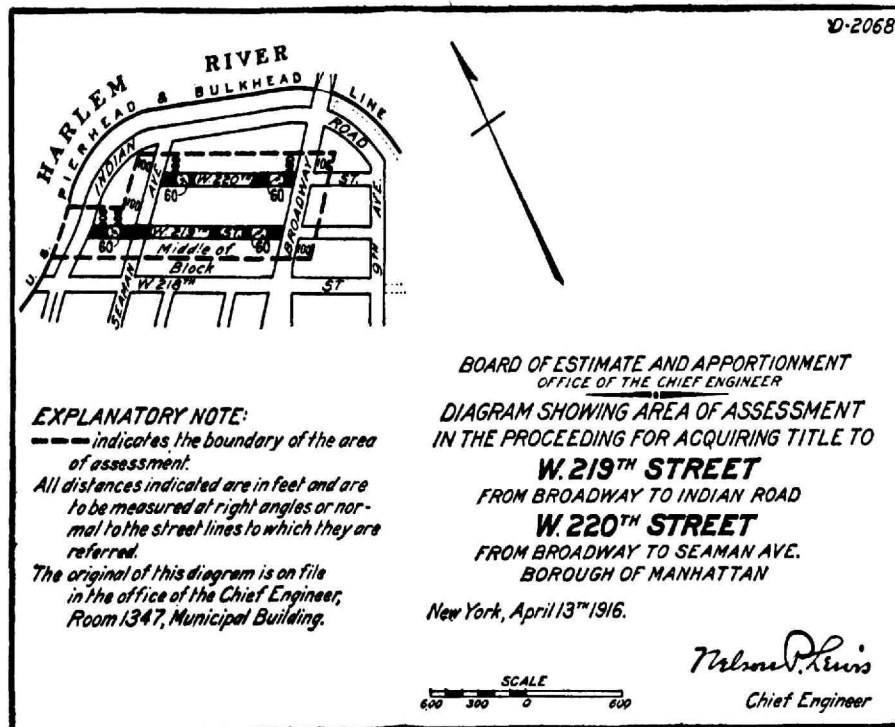 D-2068
HARLEM RIVER
U. S. PIERHEAD & BULKHEAD LINE
INDIAN ROAD
AVE
100
100
W. 220TH ST.
60
60
100
BROADWAY
W. 219TH ST.
60
60
100
Middle of
Block
SEAMAN
W. 218TH ST
9TH AVE.
EXPLANATORY NOTE:
indicates the boundary of the area
of assessment.
All distances indicated are in feet and are
to be measured at right angles or nor-
mal to the street lines to which they are
referred.
The original of this diagram is on file
in the office of the Chief Engineer,
Room 1347, Municipal Building.
BOARD OF ESTIMATE AND APPORTIONMENT
OFFICE OF THE CHIEF ENGINEER
DIAGRAM SHOWING AREA OF ASSESSMENT
IN THE PROCEEDING FOR ACQUIRING TITLE TO
W. 219TH STREET
FROM BROADWAY TO INDIAN ROAD
W. 220TH STREET
FROM BROADWAY TO SEAMAN AVE.
BOROUGH OF MANHATTAN
New York, April 13TH 1916.
Nelson P. Lewis
Chief Engineer
SCALE
600 300 0 600